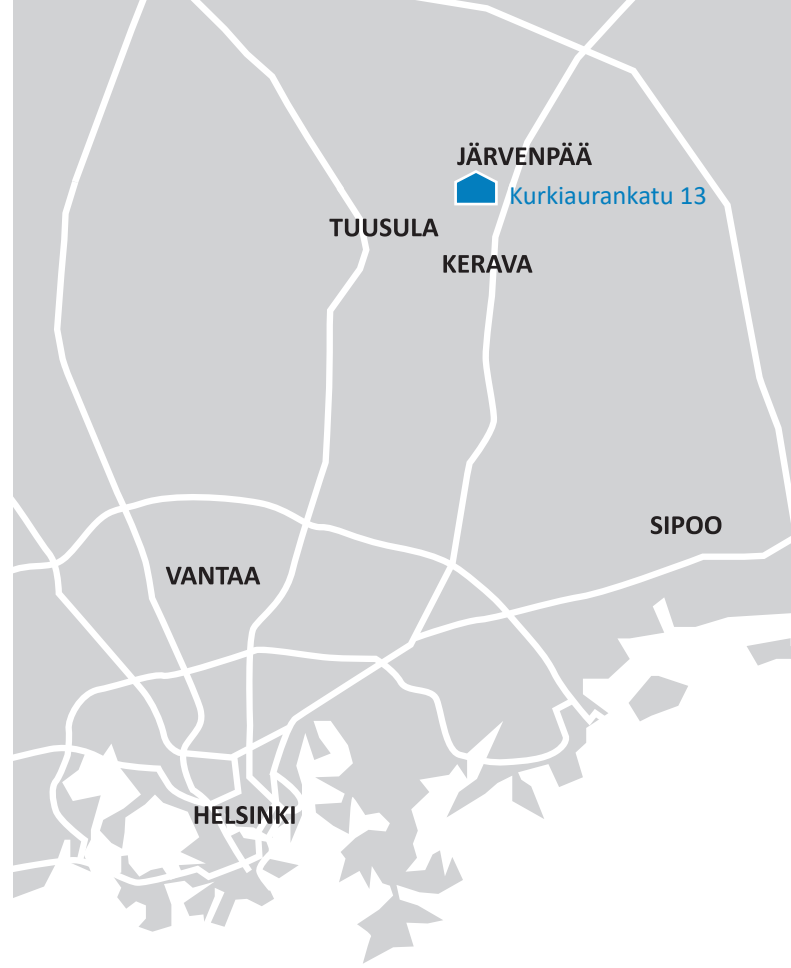 JÄRVENPÄÄ
Kurkiaurankatu 13
TUUSULA
KERAVA
SIPOO
VANTAA
HELSINKI